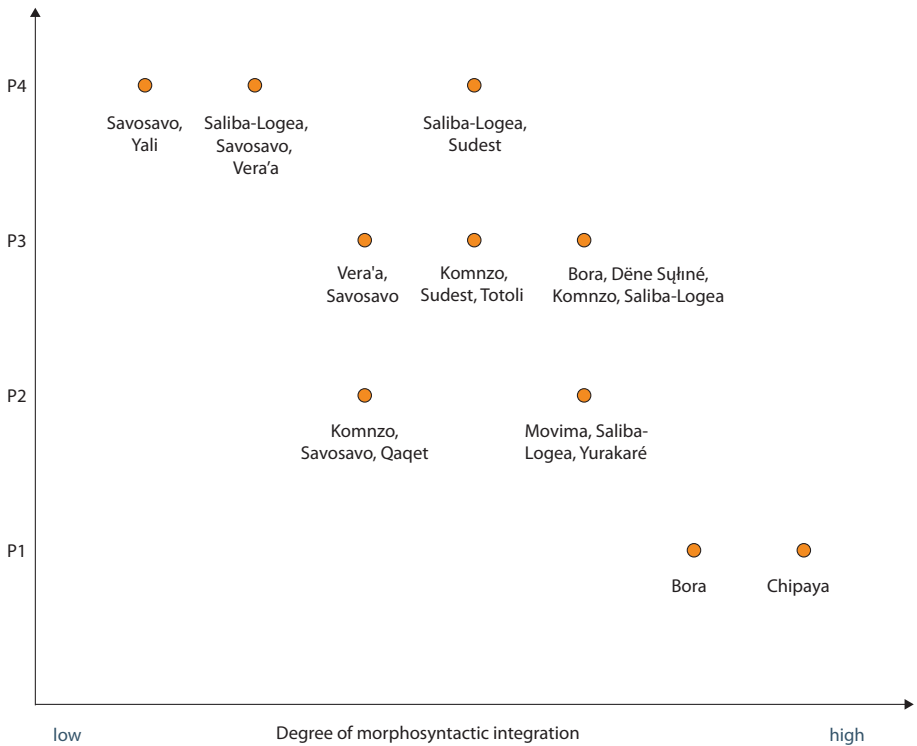 P4
Savosavo,
Yali
Saliba-Logea,
Savosavo,
Vera’a
Saliba-Logea,
Sudest
P3
Vera'a,
Savosavo
Komnzo,
Sudest, Totoli
Bora, Dëne Sųłıné,
Komnzo, Saliba-Logea
P2
Komnzo,
Savosavo, Qaqet
Movima, Saliba-
Logea, Yurakaré
P1
Bora
Chipaya
low
Degree of morphosyntactic integration
high